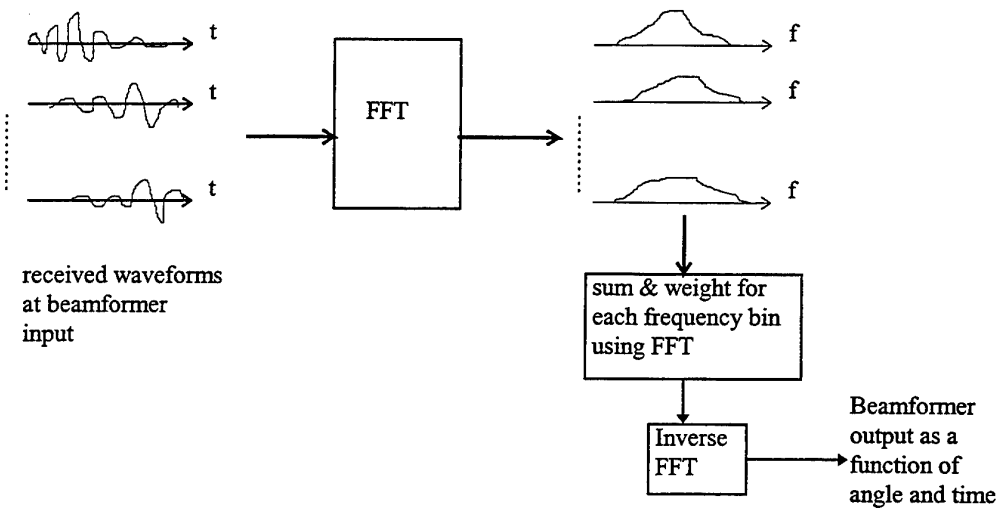 t
f
t
f
FFT
t
f
received waveforms
at beamformer
input
sum & weight for
each frequency bin
using FFT
Inverse
FFT
Beamformer
output as a
function of
angle and time